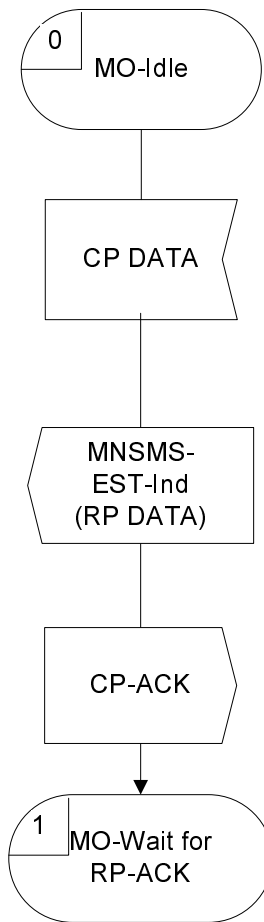 0
MO-Idle
CP DATA
MNSMS-
EST-Ind
(RP DATA)
CP-ACK
1
MO-Wait for
RP-ACK